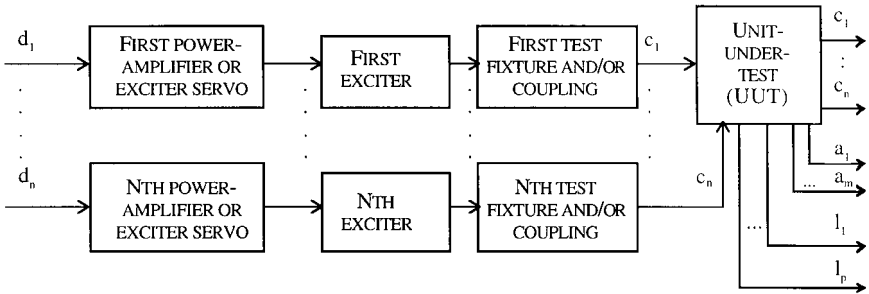 d1
FIRST POWER-
AMPLIFIER OR
EXCITER SERVO
FIRST
EXCITER
FIRST TEST
FIXTURE AND/OR
COUPLING
c1
UNIT-
UNDER-
TEST
(UUT)
c1
:
cn
a1
... am
...
l1
lp
dn
NTH POWER-
AMPLIFIER OR
EXCITER SERVO
NTH
EXCITER
NTH TEST
FIXTURE AND/OR
COUPLING
cn